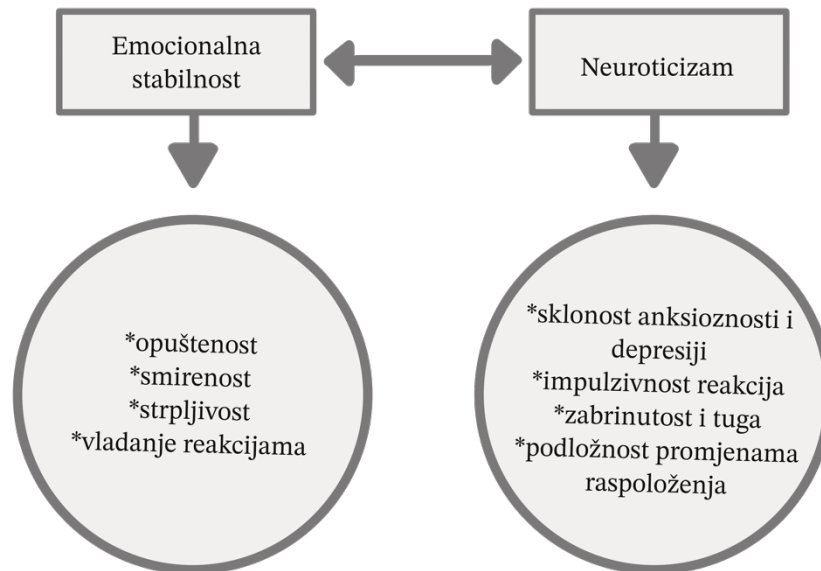 Emocionalna
stabilnost
Neuroticizam
*opuštenost
*smirenost
*strpljivost
*vladanje reakcijama
*sklonost anksioznosti i
depresiji
*impulzivnost reakcija
*zabrinutost i tuga
*podložnost promjenama
raspoloženja